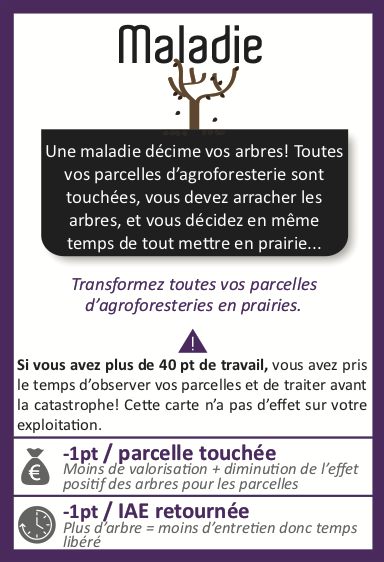 Maladie
Une maladie décime vos arbres! Toutes
vos parcelles d'agroforesterie sont
touchées, vous devez arracher les
arbres, et vous décidez en même
temps de tout mettre en prairie...
Transformez toutes vos parcelles
d'agroforesteries en prairies.
!
Si vous avez plus de 40 pt de travail, vous avez pris
le temps d'observer vos parcelles et de traiter avant
la catastrophe! Cette carte n'a pas d'effet sur votre
exploitation.
€
-1pt / parcelle touchée
Moins de valorisation + diminution de l'effet
positif des arbres pour les parcelles
-1pt / IAE retournée
Plus d'arbre = moins d'entretien donc temps
libéré